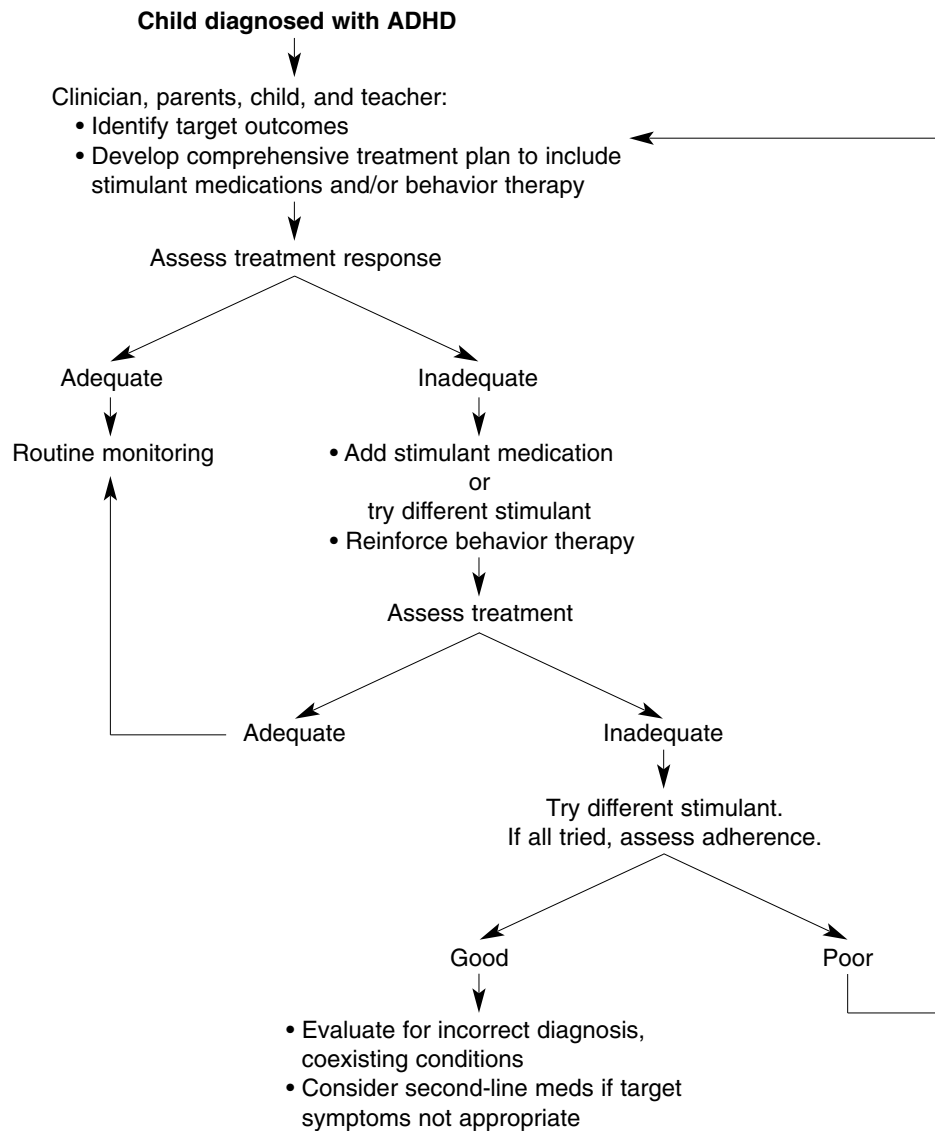 Child diagnosed with ADHD
Clinician, parents, child, and teacher:
• Identify target outcomes
• Develop comprehensive treatment plan to include
stimulant medications and/or behavior therapy
Assess treatment response
Adequate
Inadequate
Routine monitoring
• Add stimulant medication
or
try different stimulant
• Reinforce behavior therapy
Assess treatment
Adequate
Inadequate
Try different stimulant.
If all tried, assess adherence.
Good
Poor
• Evaluate for incorrect diagnosis,
coexisting conditions
• Consider second-line meds if target
symptoms not appropriate